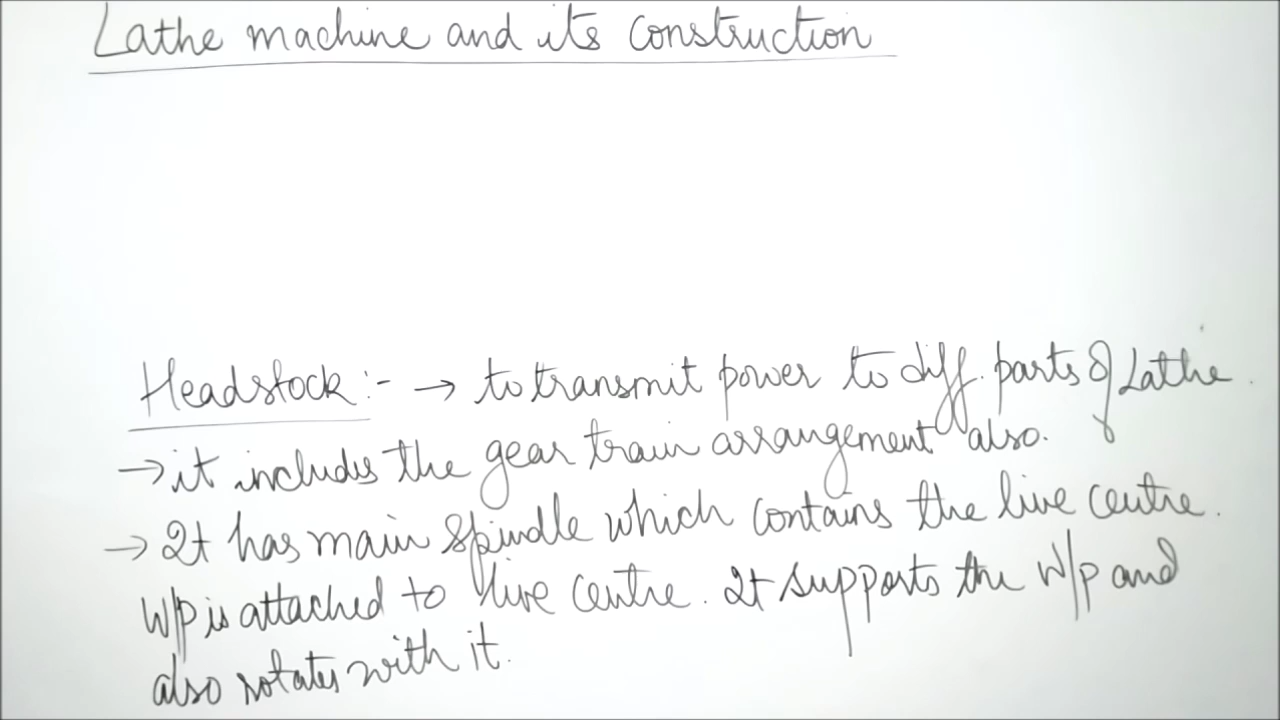 Lathe machine and its construction
Headstock :- → to transmit power to diff. parts of Lathe.
→ it includes the gear train arrangement also.
→ It has main spindle which contains the live centre.
W/P is attached to live centre. It supports the W/P and
also rotates with it.